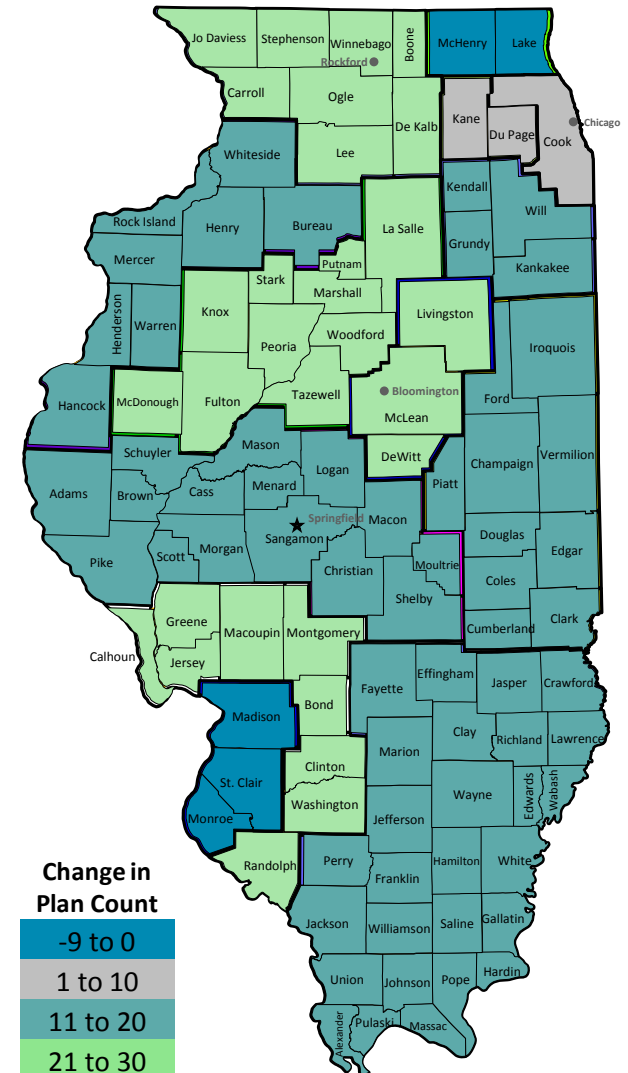 Jo Daviess
Stephenson
Winnebago
Boone
McHenry
Lake
Rockford
Carroll
Ogle
De Kalb
Kane
Du Page
Cook
Chicago
Lee
Whiteside
Kendall
Will
Rock Island
Henry
Bureau
La Salle
Grundy
Mercer
Putnam
Kankakee
Stark
Marshall
Henderson
Warren
Knox
Livingston
Peoria
Woodford
Iroquois
Hancock
McDonough
Fulton
Tazewell
Bloomington
McLean
Ford
Mason
Schuyler
Logan
DeWitt
Champaign
Vermilion
Adams
Brown
Cass
Menard
Piatt
Springfield
Macon
Sangamon
Douglas
Edgar
Pike
Scott
Morgan
Christian
Moultrie
Coles
Shelby
Greene
Macoupin
Montgomery
Cumberland
Clark
Calhoun
Jersey
Effingham
Jasper
Crawford
Fayette
Bond
Madison
Clay
Richland
Lawrence
Marion
Clinton
St. Clair
Wayne
Edwards
Wabash
Washington
Monroe
Jefferson
Randolph
Perry
Hamilton
White
Franklin
Jackson
Williamson
Saline
Gallatin
Union
Johnson
Pope
Hardin
Alexander
Pulaski
Massac
Change in
Plan Count
-9 to 0
1 to 10
11 to 20
21 to 30